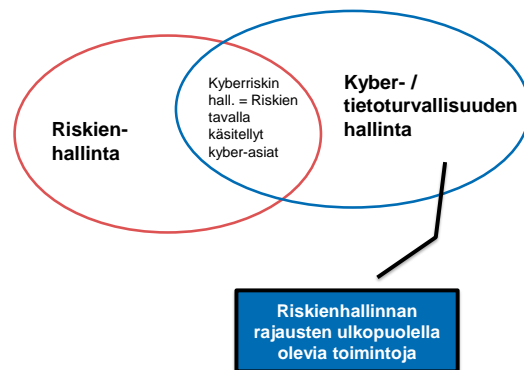 Riskien-
hallinta
Kyberriskin
hall. = Riskien
tavalla
käsitellyt
kyber-asiat
Kyber- /
tietoturvallisuuden
hallinta
Riskienhallinnan
rajausten ulkopuolella
olevia toimintoja